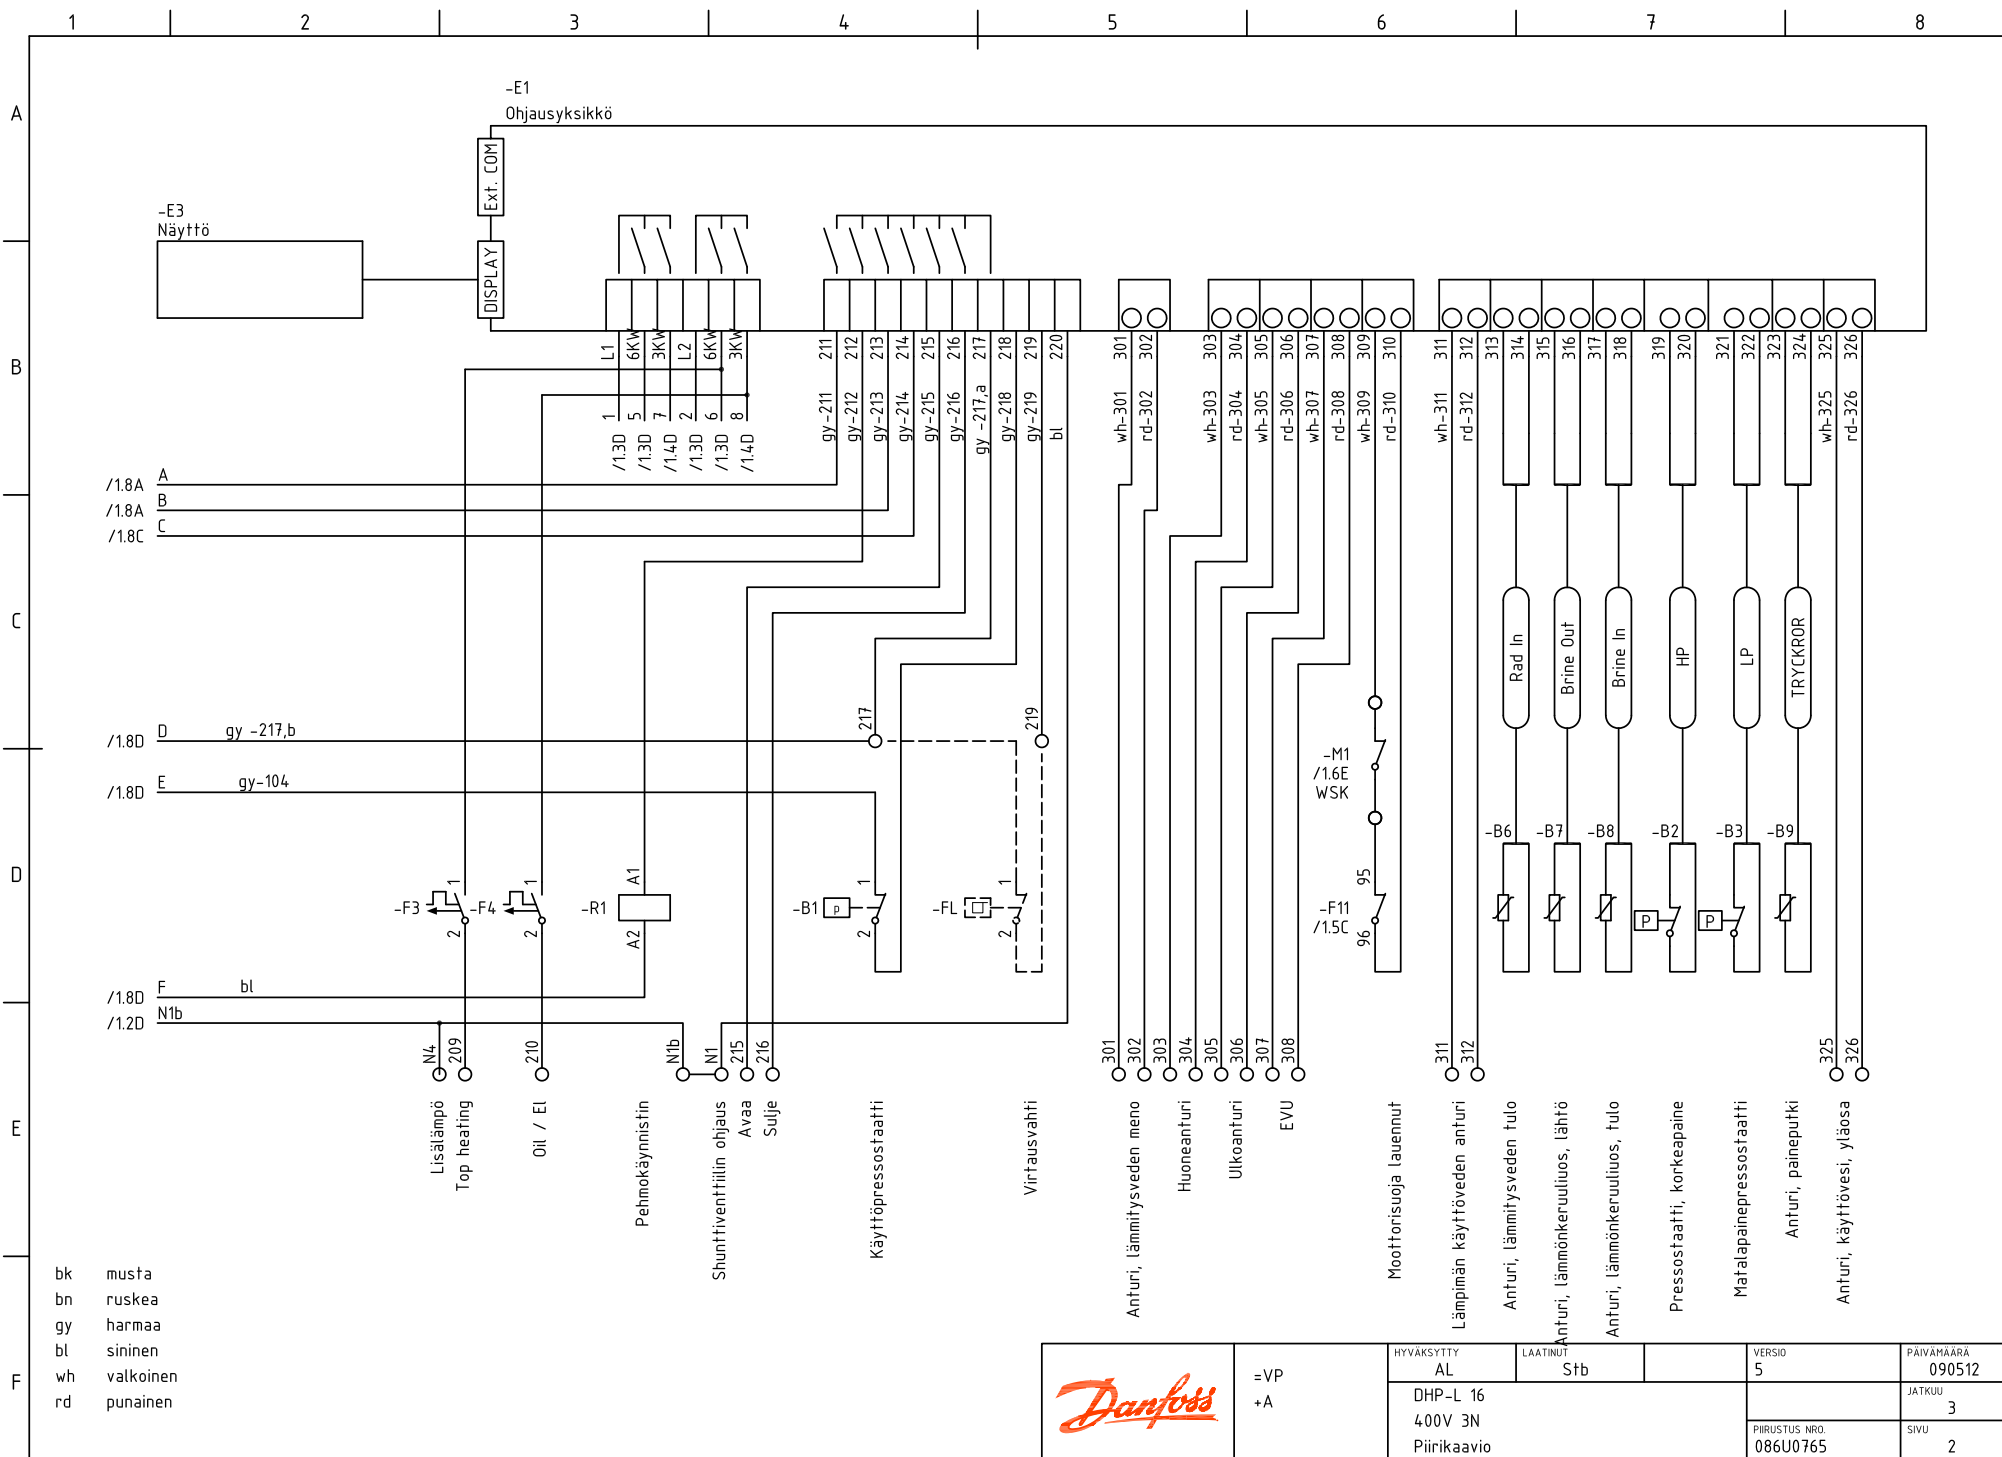 1 2 3 4 5 6 7 8
A
B
C
D
E
F
-E1
Ohjausyksikkö
Ext. COM
DISPLAY
-E3
Näyttö
L1 6KW 3KW L2 6KW 3KW
1 5 7 2 6 8
/1.3D /1.3D /1.4D /1.3D /1.3D /1.4D
211 212 213 214 215 216 217 218 219 220
gy-211 gy-212 gy-213 gy-214 gy-215 gy-216 gy -217,a gy-218 gy-219 bl
301 302
wh-301 rd-302
303 304 305 306 307 308 309 310
wh-303 rd-304 wh-305 rd-306 wh-307 rd-308 wh-309 rd-310
311 312 313 314 315 316 317 318 319 320 321 322 323 324 325 326
wh-311 rd-312 wh-325 rd-326
/1.8A A
/1.8A B
/1.8C C
/1.8D D gy -217,b
/1.8D E gy-104
/1.8D F bl
/1.2D N1b
217 219
Rad In
Brine Out
Brine In
HP
LP
TRYCKROR
-M1
/1.6E
WSK
-F3 1 2
-F4 1 2
-R1 A1 A2
-B1 p 1 2
-FL 1 2
-F11
/1.5C
95 96
-B6 -B7 -B8 -B2 -B3 -B9
P P
N4 209 210 N1b N1 215 216
301 302 303 304 305 306 307 308
311 312 325 326
Lisälämpö
Top heating
Oil / El
Pehmokäynnistin
Shunttiventtiilin ohjaus
Avaa
Sulje
Käyttöpressostaatti
Virtausvahti
Anturi, lämmitysveden meno
Huoneanturi
Ulkoanturi
EVU
Moottorisuoja lauennut
Lämpimän käyttöveden anturi
Anturi, lämmitysveden tulo
Anturi, lämmönkeruuliuos, lähtö
Anturi, lämmönkeruuliuos, tulo
Pressostaatti, korkeapaine
Matalapainepressostaatti
Anturi, paineputki
Anturi, käyttövesi, yläosa
bk musta
bn ruskea
gy harmaa
bl sininen
wh valkoinen
rd punainen
Danfoss
=VP
+A
HYVÄKSYTTY
AL
LAATINUT
Stb
VERSIO
5
PÄIVÄMÄÄRÄ
090512
DHP-L 16
400V 3N
Piirikaavio
JATKUU
3
PIIRUSTUS NRO.
086U0765
SIVU
2